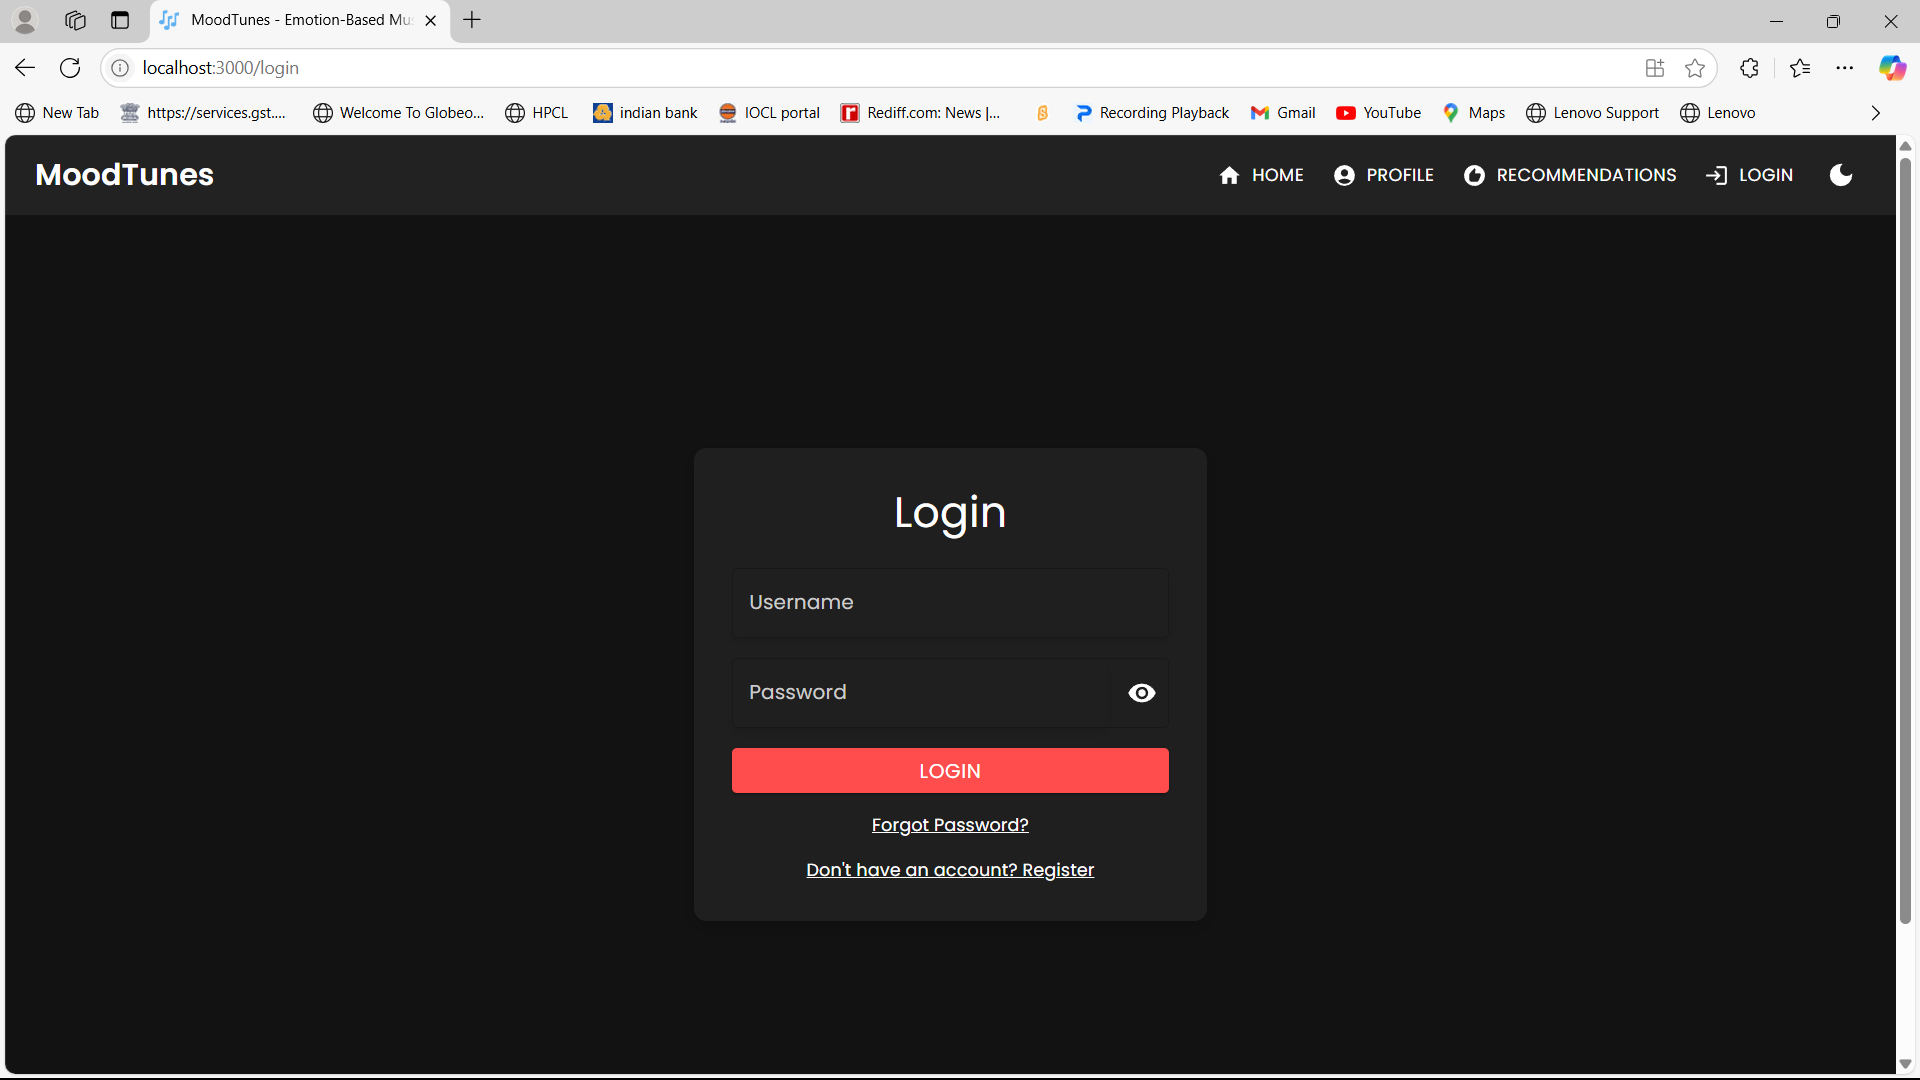 MoodTunes - Emotion-Based Mu
localhost:3000/login
New Tab https://services.gst.... Welcome To Globeo... HPCL indian bank IOCL portal Rediff.com: News |... Recording Playback Gmail YouTube Maps Lenovo Support Lenovo
MoodTunes HOME PROFILE RECOMMENDATIONS LOGIN
Login
Username
Password
LOGIN
Forgot Password?
Don't have an account? Register